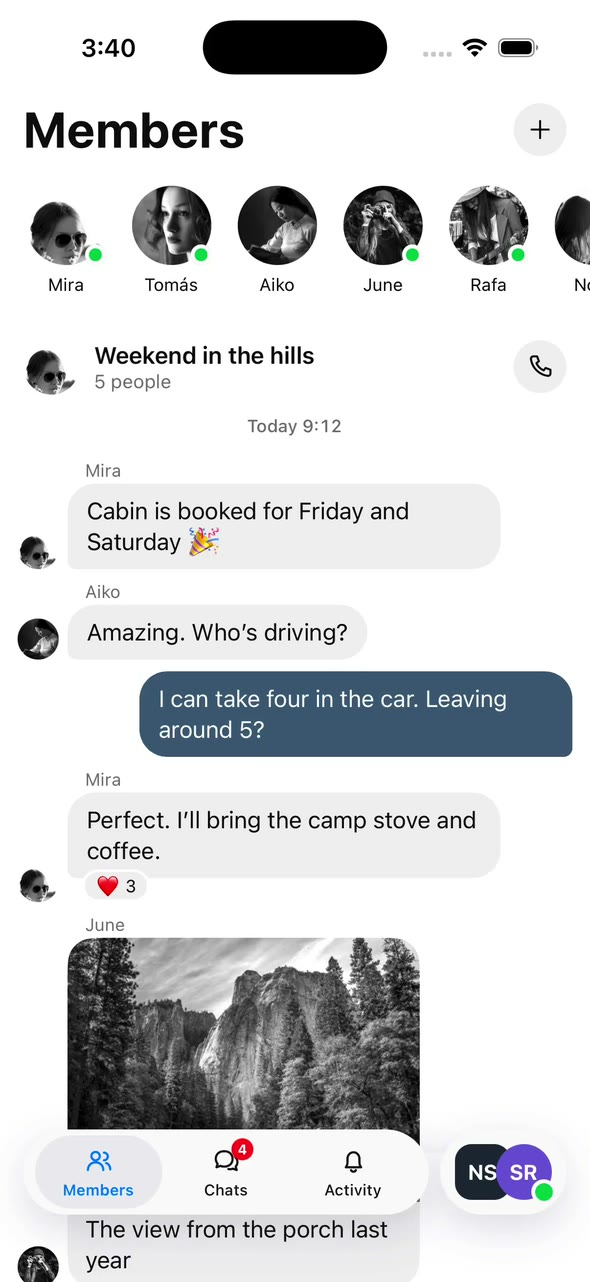 3:40
Members
Mira
Tomás
Aiko
June
Rafa
Weekend in the hills
5 people
Today 9:12
Mira
Cabin is booked for Friday and
Saturday 🎉
Aiko
Amazing. Who’s driving?
I can take four in the car. Leaving
around 5?
Mira
Perfect. I’ll bring the camp stove and
coffee.
❤️ 3
June
4
Members
Chats
Activity
NS
SR
The view from the porch last
year